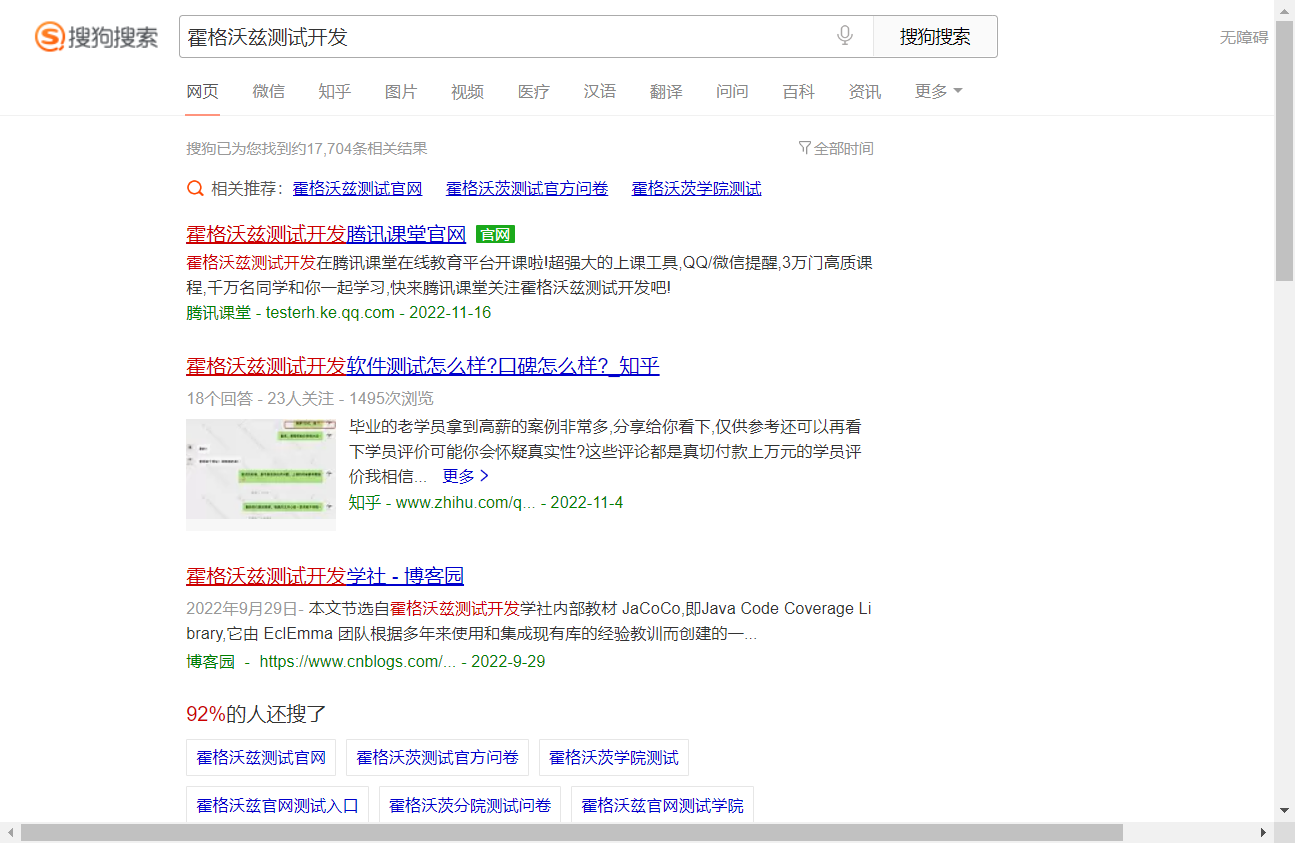 搜狗搜索
霍格沃兹测试开发
搜狗搜索
无障碍
网页 微信 知乎 图片 视频 医疗 汉语 翻译 问问 百科 资讯 更多
搜狗已为您找到约17,704条相关结果
全部时间
相关推荐: 霍格沃兹测试官网 霍格沃茨测试官方问卷 霍格沃茨学院测试
霍格沃兹测试开发腾讯课堂官网 官网
霍格沃兹测试开发在腾讯课堂在线教育平台开课啦!超强大的上课工具,QQ/微信提醒,3万门高质课
程,千万名同学和你一起学习,快来腾讯课堂关注霍格沃兹测试开发吧!
腾讯课堂 - testerh.ke.qq.com - 2022-11-16
霍格沃兹测试开发软件测试怎么样?口碑怎么样?_知乎
18个回答 - 23人关注 - 1495次浏览
毕业的老学员拿到高薪的案例非常多,分享给你看下,仅供参考还可以再看
下学员评价可能你会怀疑真实性?这些评论都是真切付款上万元的学员评
价我相信... 更多
知乎 - www.zhihu.com/q... - 2022-11-4
霍格沃兹测试开发学社 - 博客园
2022年9月29日- 本文节选自霍格沃兹测试开发学社内部教材 JaCoCo,即Java Code Coverage Li
brary,它由 EclEmma 团队根据多年来使用和集成现有库的经验教训而创建的一...
博客园 - https://www.cnblogs.com/... - 2022-9-29
92%的人还搜了
霍格沃兹测试官网 霍格沃茨测试官方问卷 霍格沃茨学院测试
霍格沃兹官网测试入口 霍格沃茨分院测试问卷 霍格沃兹官网测试学院